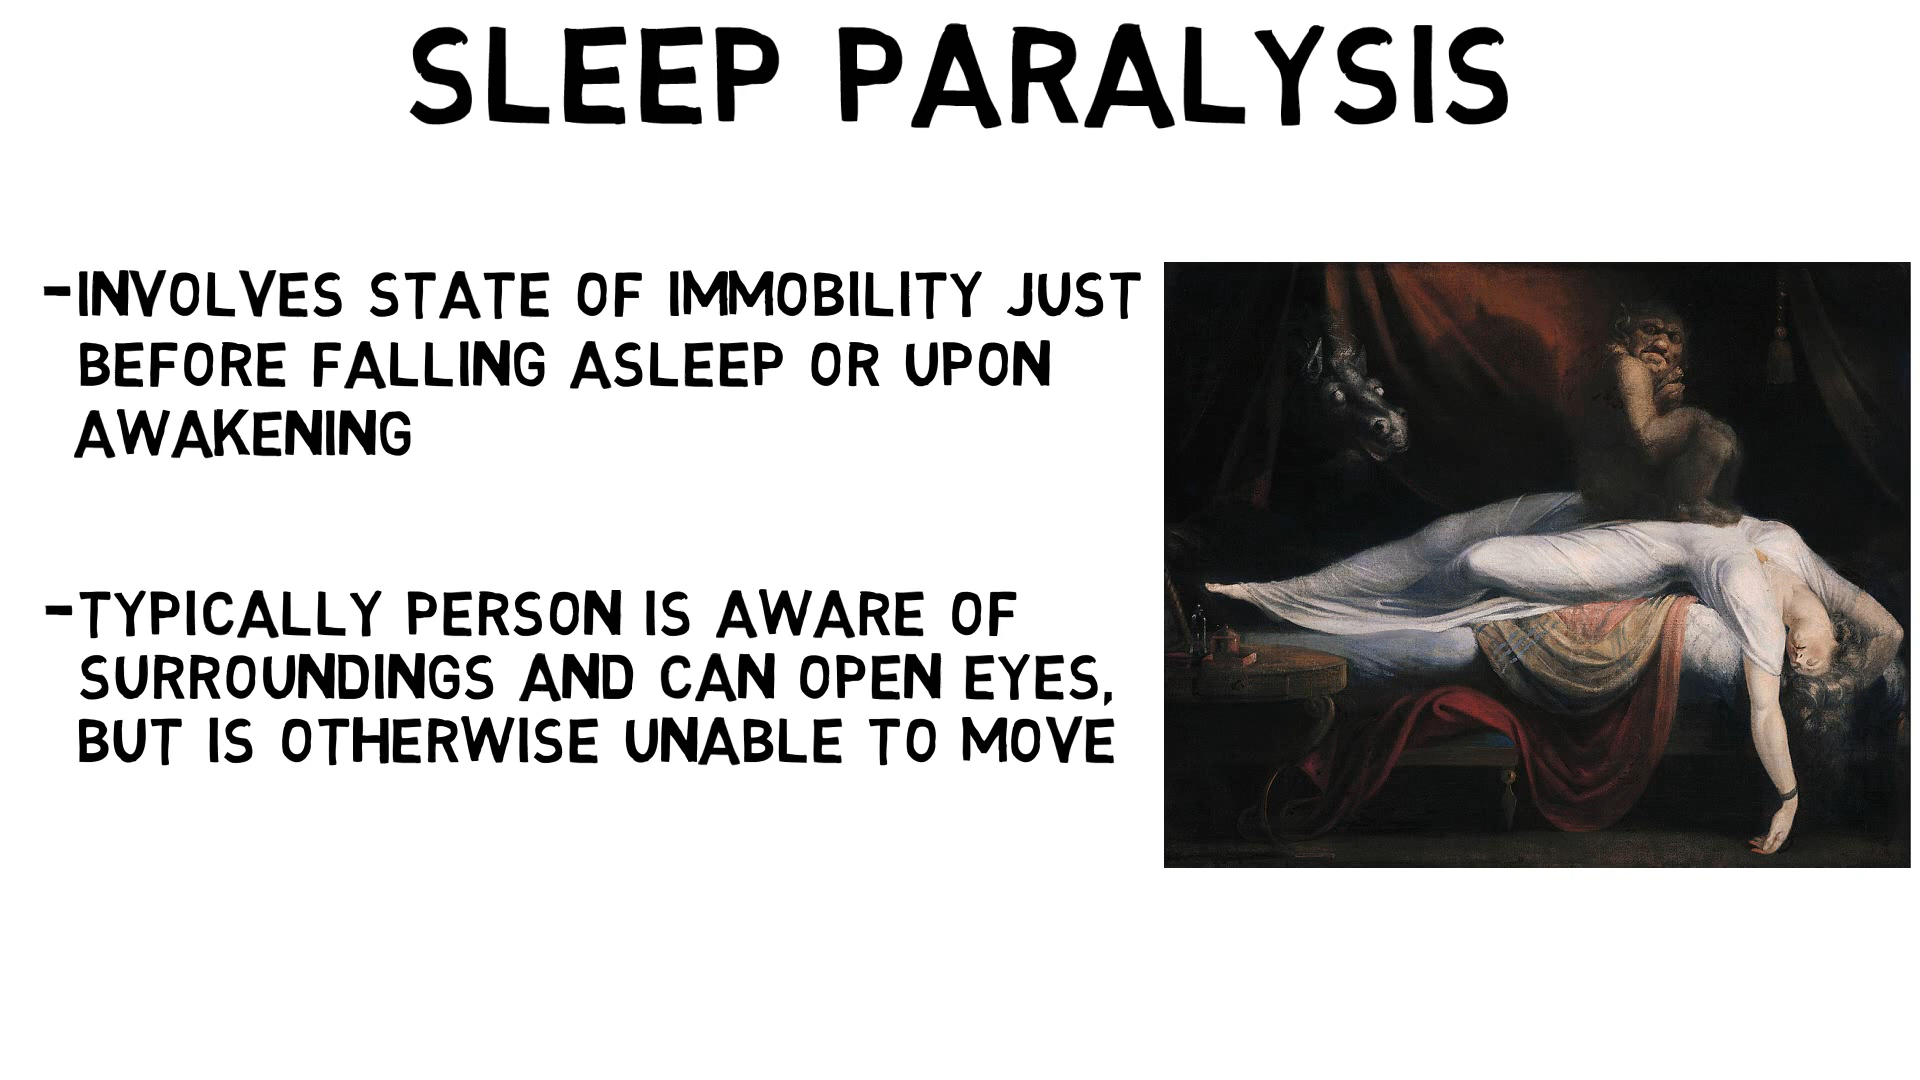 SLEEP PARALYSIS
-INVOLVES STATE OF IMMOBILITY JUST
BEFORE FALLING ASLEEP OR UPON
AWAKENING
-TYPICALLY PERSON IS AWARE OF
SURROUNDINGS AND CAN OPEN EYES,
BUT IS OTHERWISE UNABLE TO MOVE